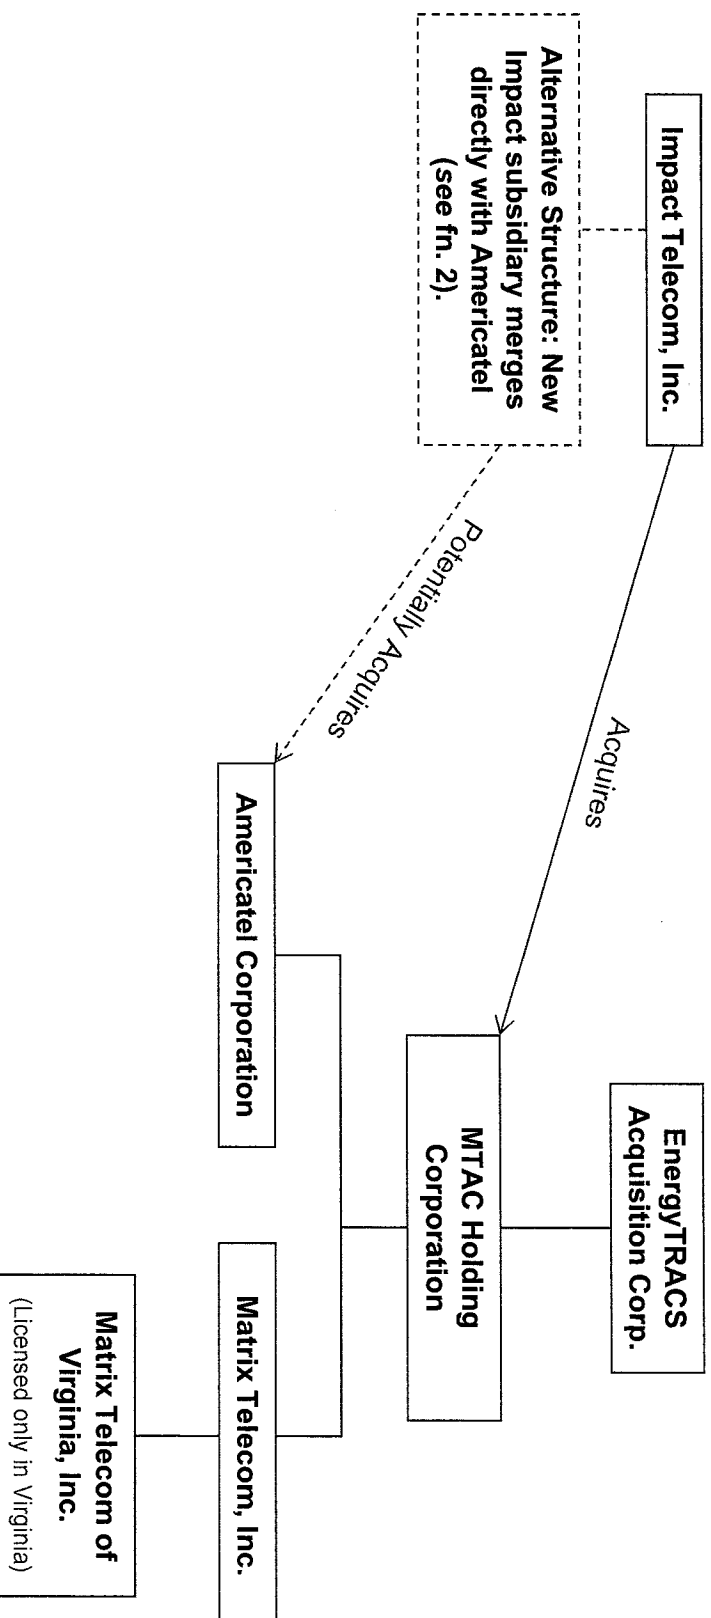 Impact Telecom, Inc.
EnergyTRACS
Acquisition Corp.
Alternative Structure: New
Impact subsidiary merges
directly with Americatel
(see fn. 2).
Acquires
MTAC Holding
Corporation
Potentially Acquires
Americatel Corporation
Matrix Telecom, Inc.
Matrix Telecom of
Virginia, Inc.
(Licensed only in Virginia)